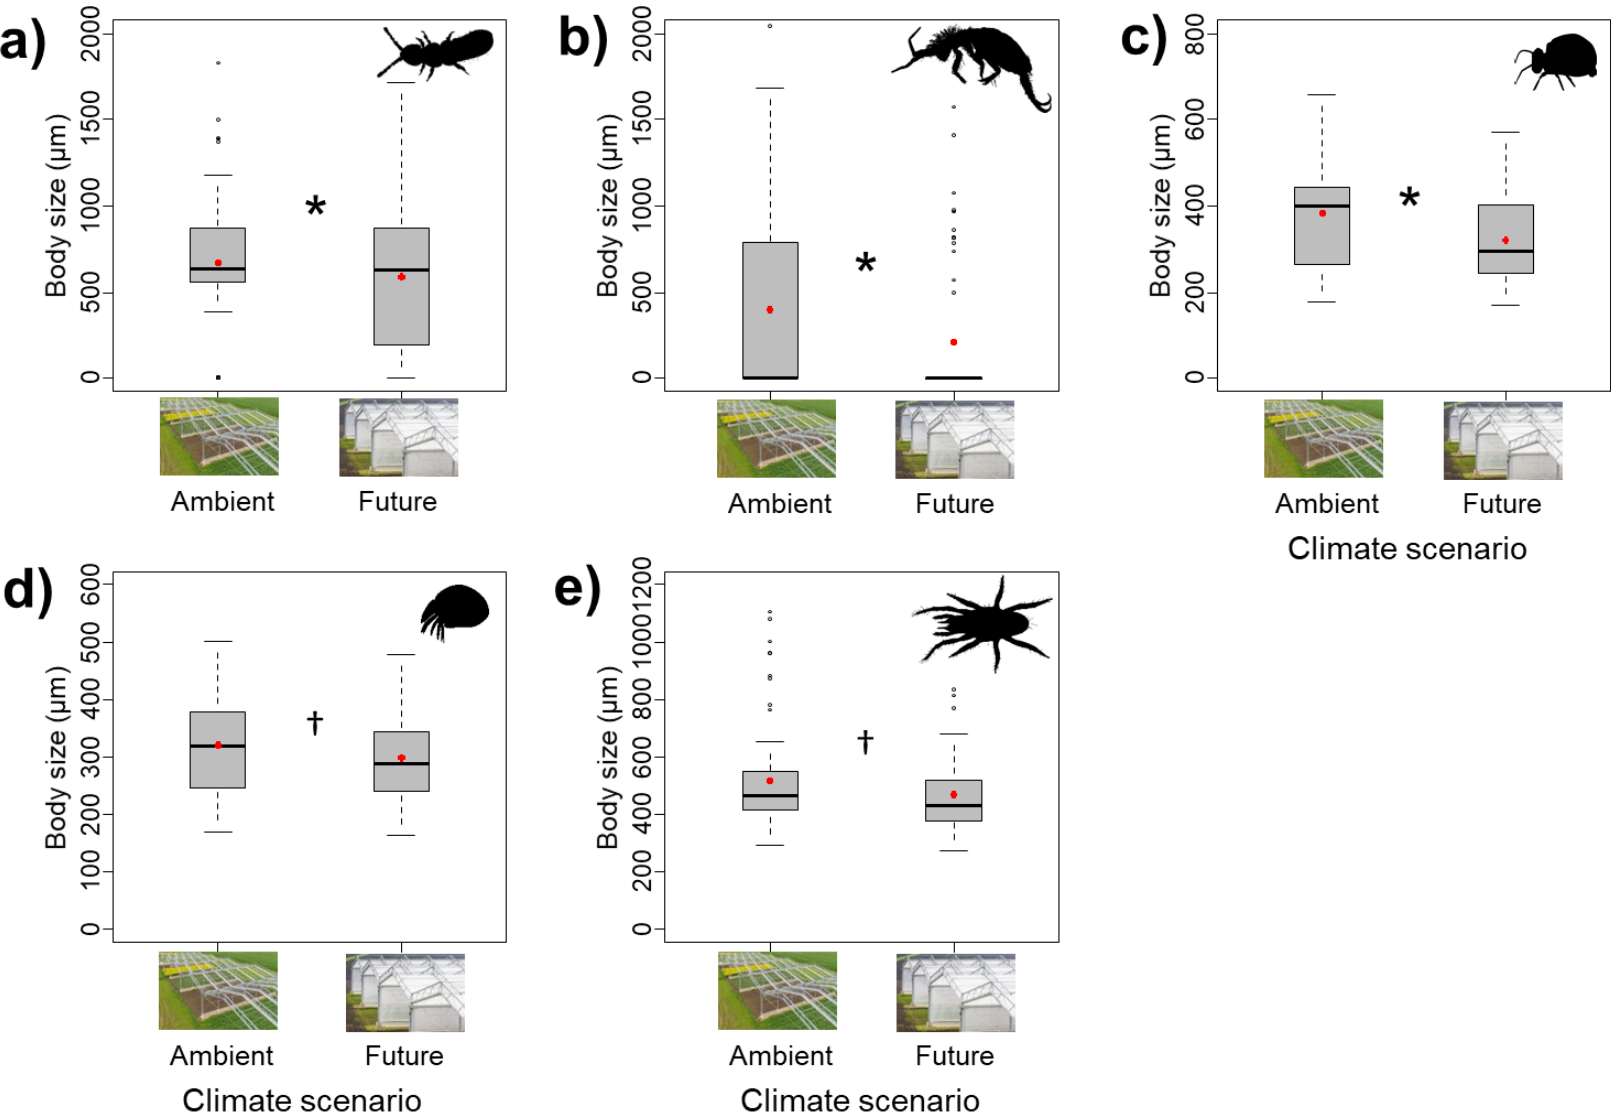 a)
Body size (µm)
2000
1500
1000
500
0
*
Ambient
Future
b)
Body size (µm)
2000
1500
1000
500
0
*
Ambient
Future
c)
Body size (µm)
800
600
400
200
0
*
Ambient
Future
Climate scenario
d)
Body size (µm)
600
500
400
300
200
100
0
†
Ambient
Future
Climate scenario
e)
Body size (µm)
1200
1000
800
600
400
200
0
†
Ambient
Future
Climate scenario